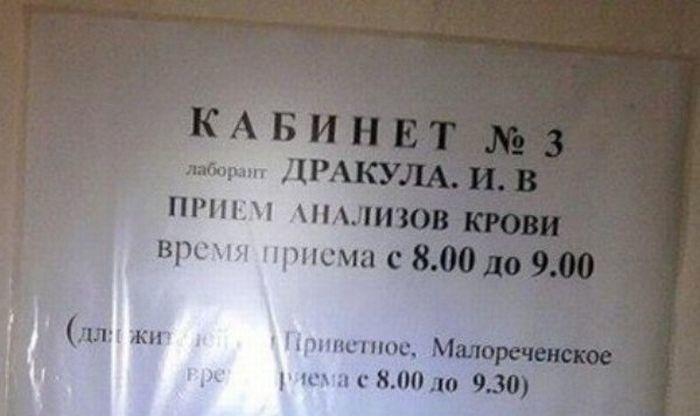 КАБИНЕТ № 3
лаборант ДРАКУЛА. И. В
ПРИЕМ АНАЛИЗОВ КРОВИ
время приема с 8.00 до 9.00
(для Приветное, Малореченское
приема с 8.00 до 9.30)